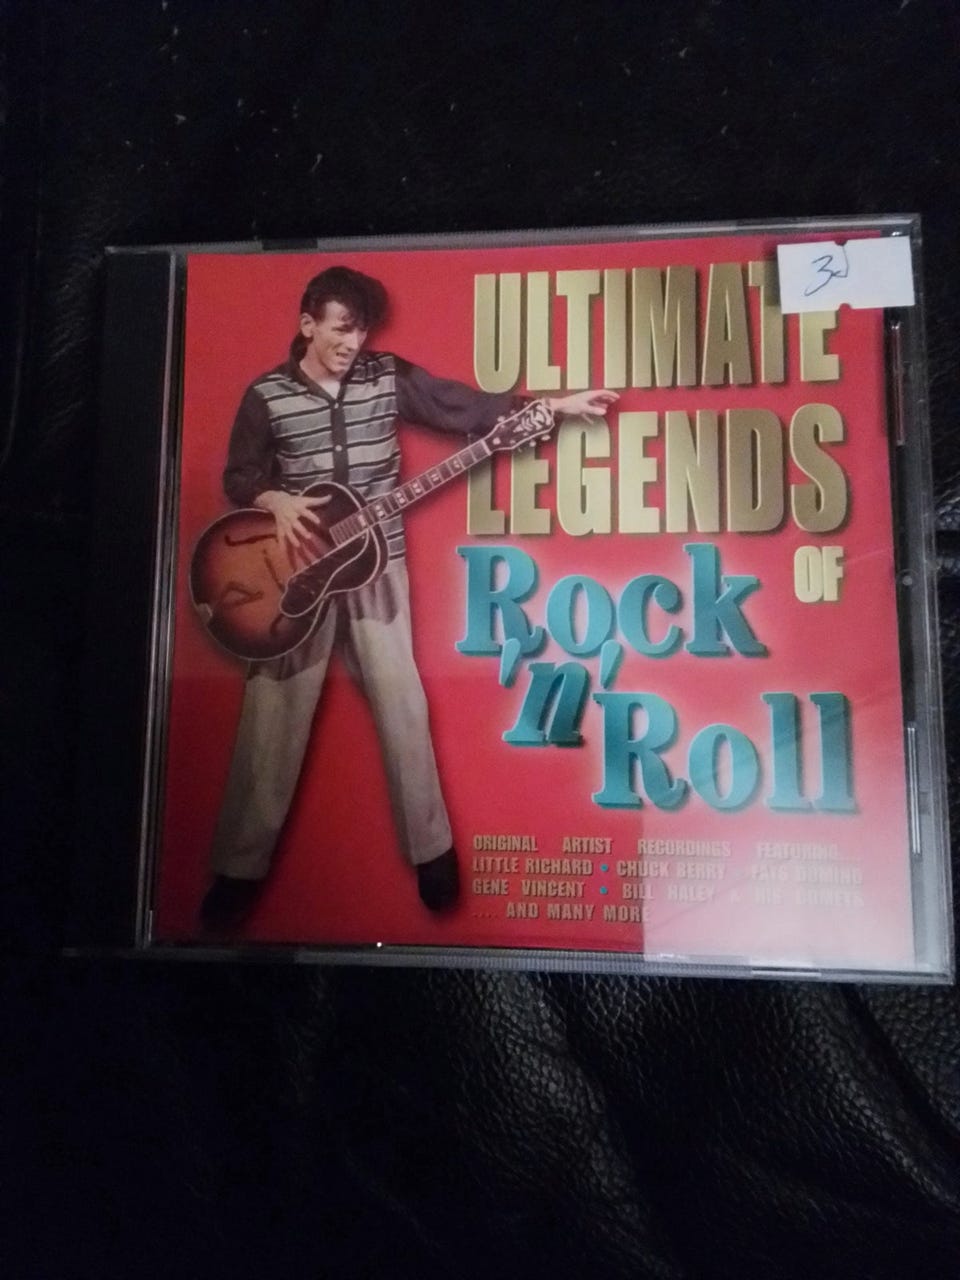 3
ULTIMATE
LEGENDS
OF
Rock
'n'
Roll
ORIGINAL ARTIST RECORDINGS FEATURING...
LITTLE RICHARD • CHUCK BERRY • FATS DOMINO
GENE VINCENT • BILL HALEY & HIS COMETS
.... AND MANY MORE